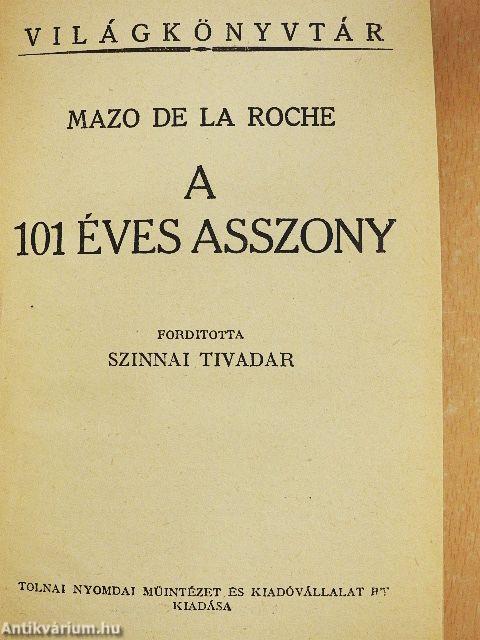 VILÁGKÖNYVTÁR
MAZO DE LA ROCHE
A
101 ÉVES ASSZONY
FORDITOTTA
SZINNAI TIVADAR
TOLNAI NYOMDAI MŰINTÉZET ÉS KIADÓVÁLLALAT RT
KIADÁSA
Antikvárium.hu